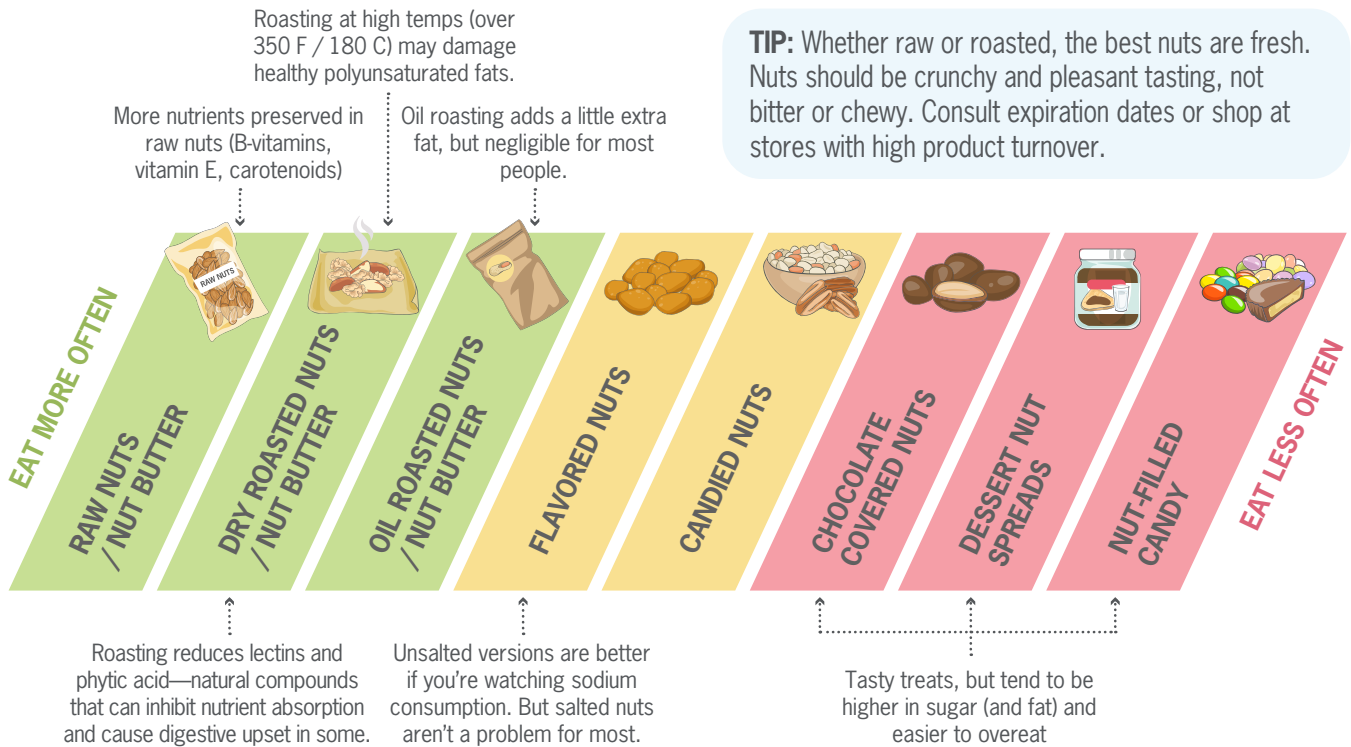 Roasting at high temps (over
350 F / 180 C) may damage
healthy polyunsaturated fats.
TIP: Whether raw or roasted, the best nuts are fresh.
Nuts should be crunchy and pleasant tasting, not
bitter or chewy. Consult expiration dates or shop at
stores with high product turnover.
More nutrients preserved in
raw nuts (B-vitamins,
vitamin E, carotenoids)
Oil roasting adds a little extra
fat, but negligible for most
people.
EAT MORE OFTEN
RAW NUTS
RAW NUTS
/ NUT BUTTER
DRY ROASTED NUTS
/ NUT BUTTER
OIL ROASTED NUTS
/ NUT BUTTER
FLAVORED NUTS
CANDIED NUTS
CHOCOLATE
COVERED NUTS
DESSERT NUT
SPREADS
NUT-FILLED
CANDY
EAT LESS OFTEN
Roasting reduces lectins and
phytic acid—natural compounds
that can inhibit nutrient absorption
and cause digestive upset in some.
Unsalted versions are better
if you're watching sodium
consumption. But salted nuts
aren't a problem for most.
Tasty treats, but tend to be
higher in sugar (and fat) and
easier to overeat